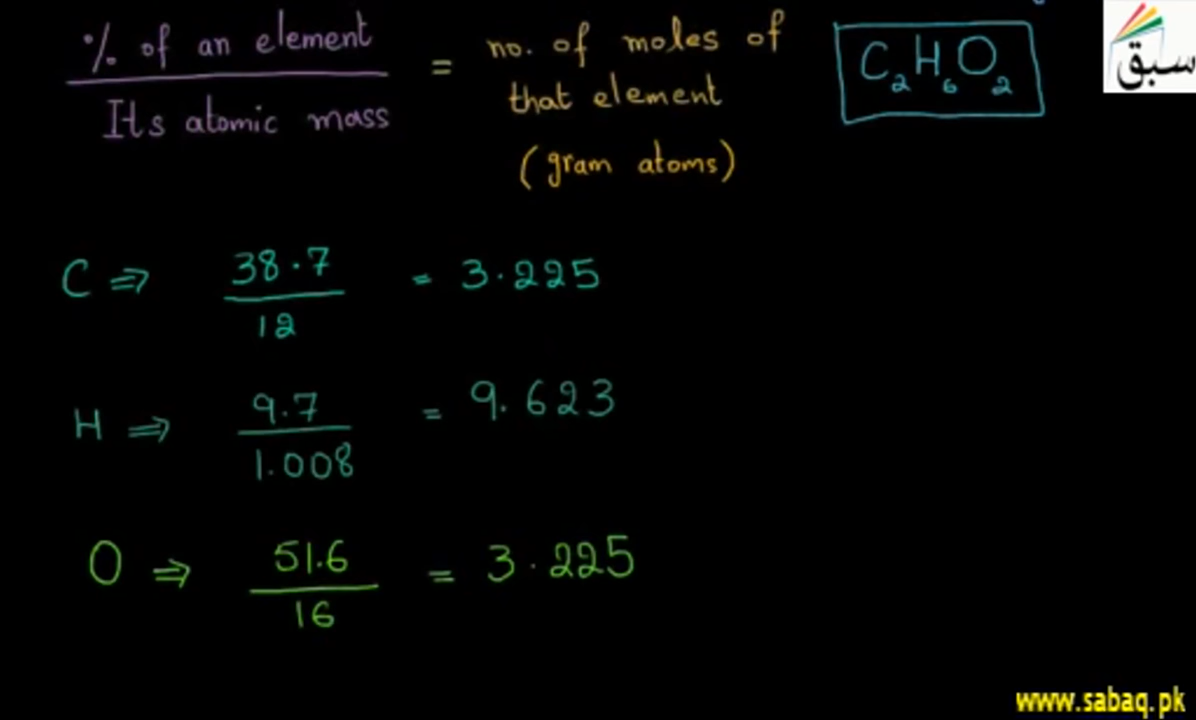 % of an element
Its atomic mass
=
no. of moles of
that element
(gram atoms)
C₂H₆O₂
سبق
C ⇒ 38.7 / 12 = 3.225
H ⇒ 9.7 / 1.008 = 9.623
O ⇒ 51.6 / 16 = 3.225
www.sabaq.pk